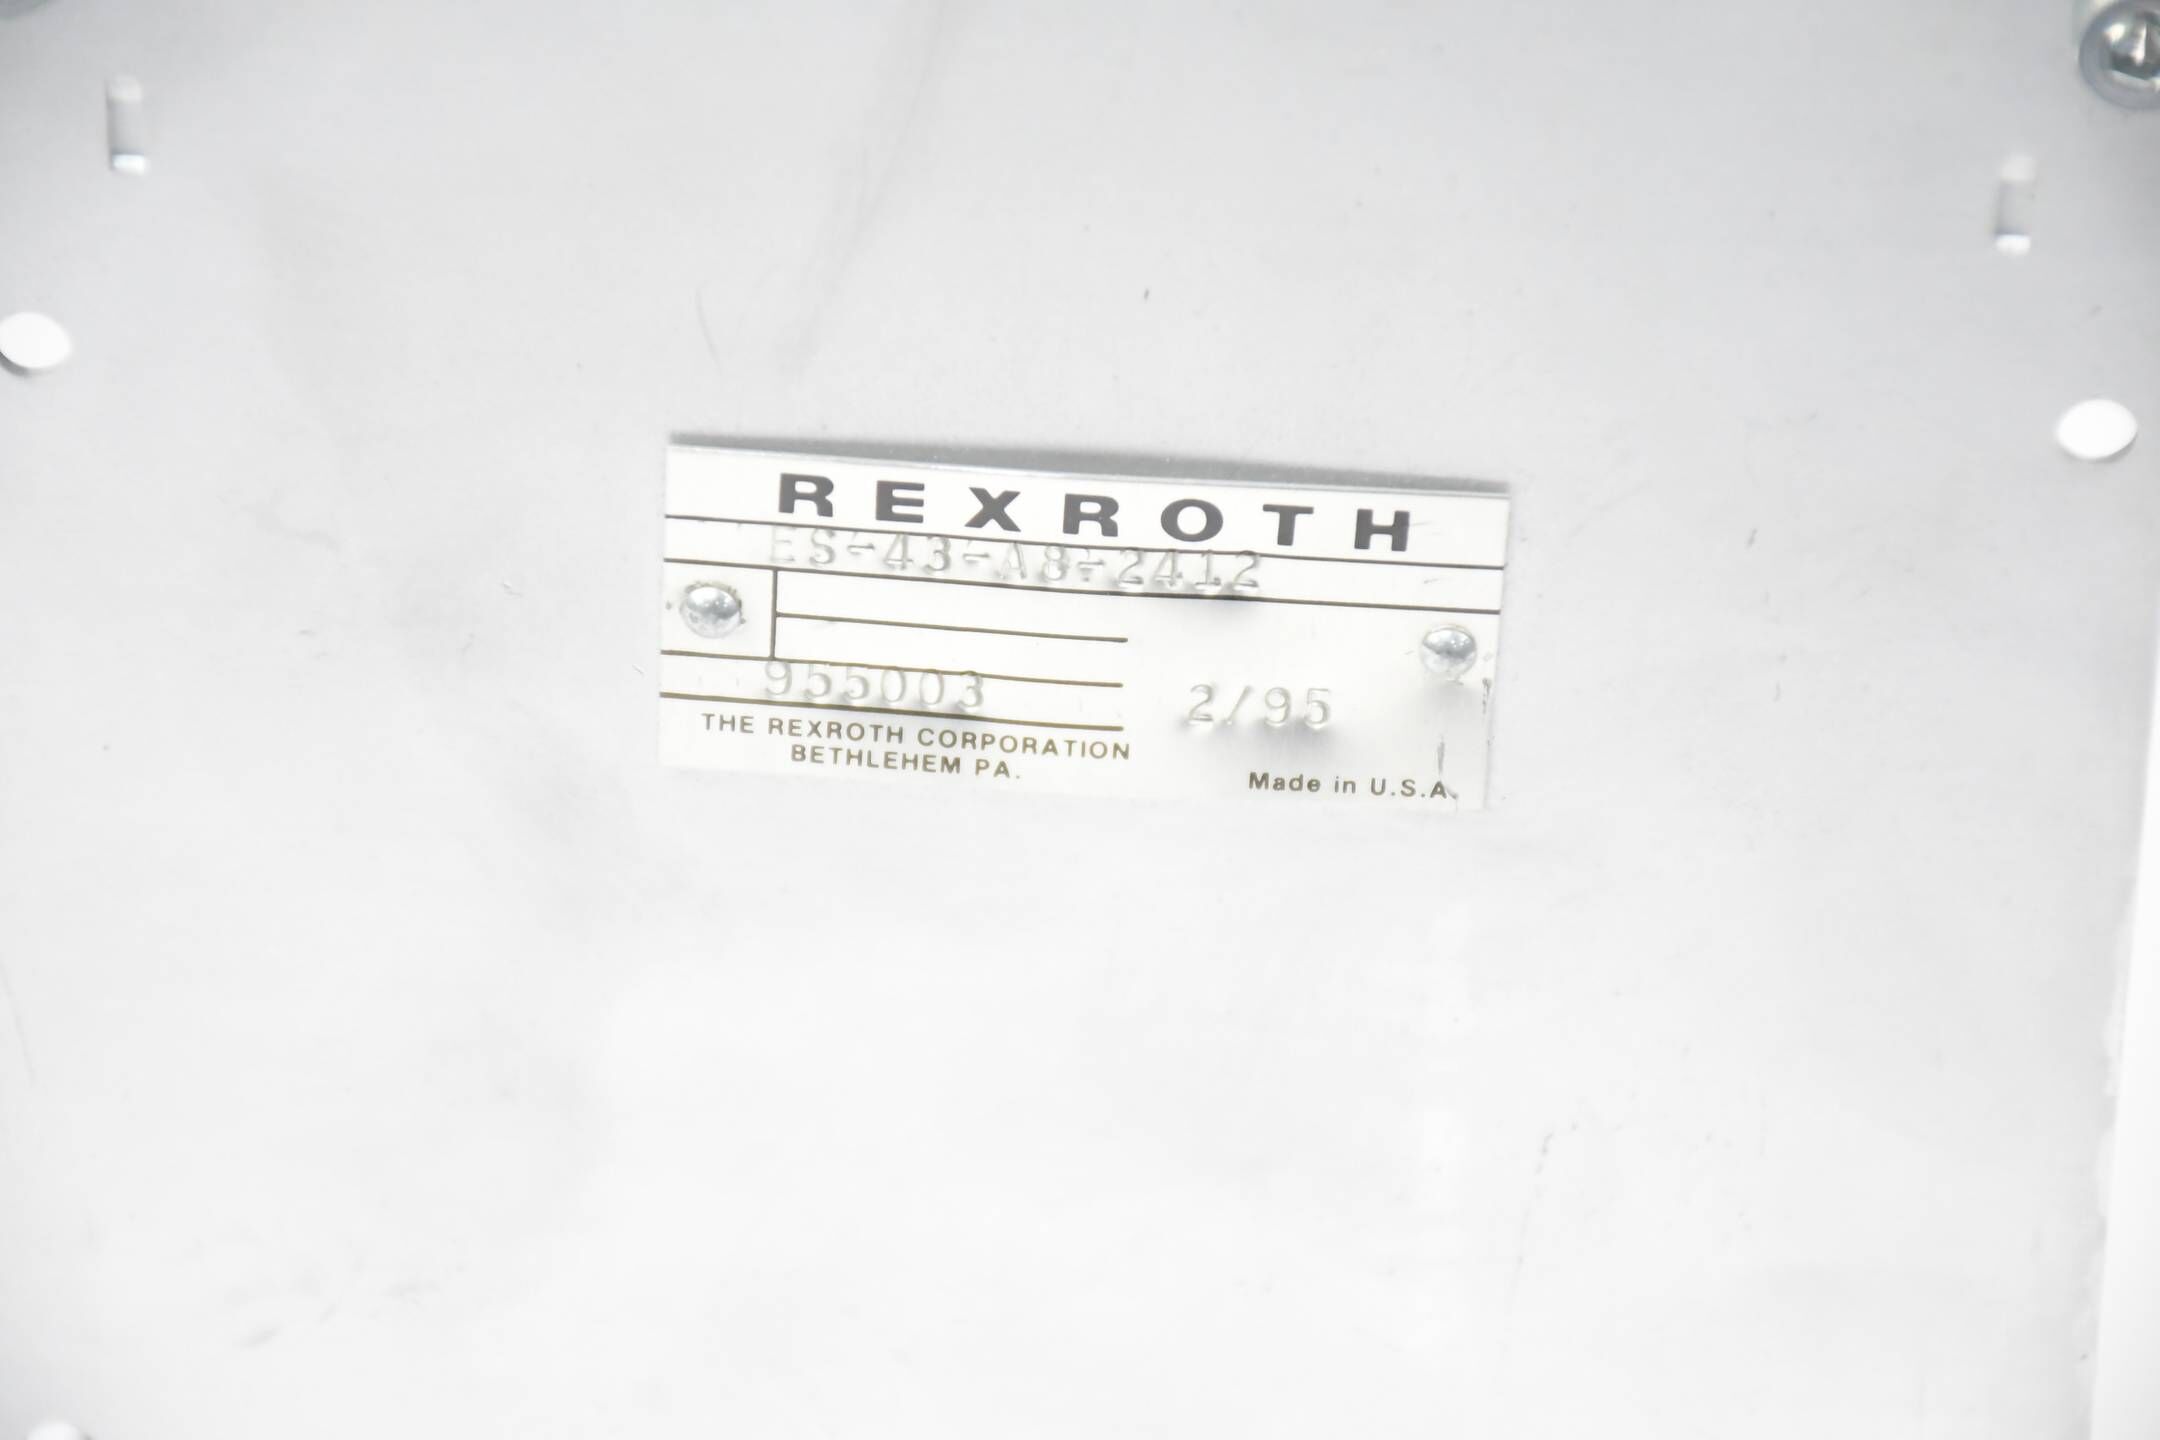 REXROTH
ES-43-A8-2412
955003
2/95
THE REXROTH CORPORATION
BETHLEHEM PA.
Made in U.S.A.